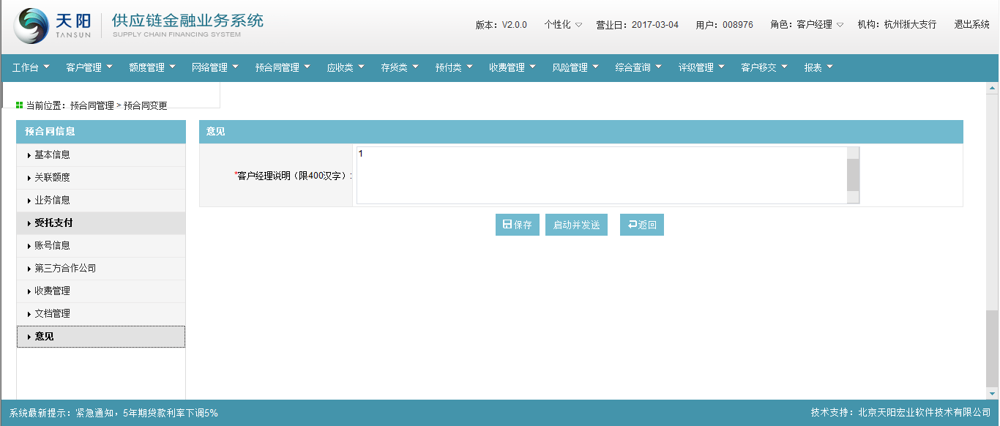 天阳 供应链金融业务系统
TANSUN SUPPLY CHAIN FINANCING SYSTEM
版本：V2.0.0 个性化 营业日：2017-03-04 用户：008976 角色：客户经理 机构：杭州浙大支行 退出系统
工作台 客户管理 额度管理 网络管理 预合同管理 应收类 存货类 预付类 收费管理 风险管理 综合查询 评级管理 客户移交 报表
当前位置：预合同管理 > 预合同变更
预合同信息
基本信息
关联额度
业务信息
受托支付
账号信息
第三方合作公司
收费管理
文档管理
意见
意见
*客户经理说明（限400汉字）:
1
保存 启动并发送 返回
系统最新提示：紧急通知，5年期贷款利率下调5%
技术支持：北京天阳宏业软件技术有限公司